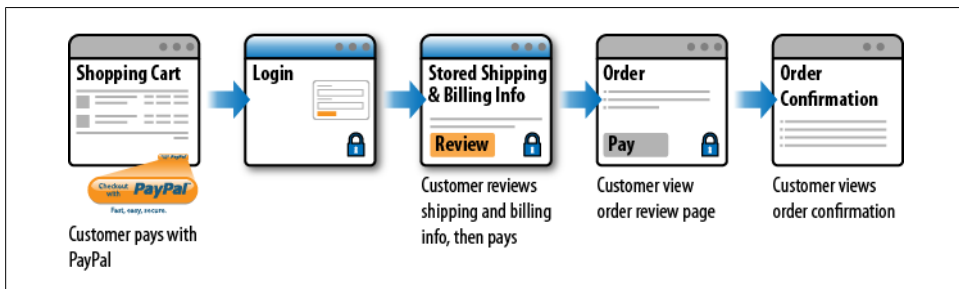 Shopping Cart
Login
Stored Shipping
& Billing Info
Order
Order
Confirmation
Review
Pay
PayPal
Checkout
with
PayPal
Fast, easy, secure.
Customer pays with
PayPal
Customer reviews
shipping and billing
info, then pays
Customer view
order review page
Customer views
order confirmation